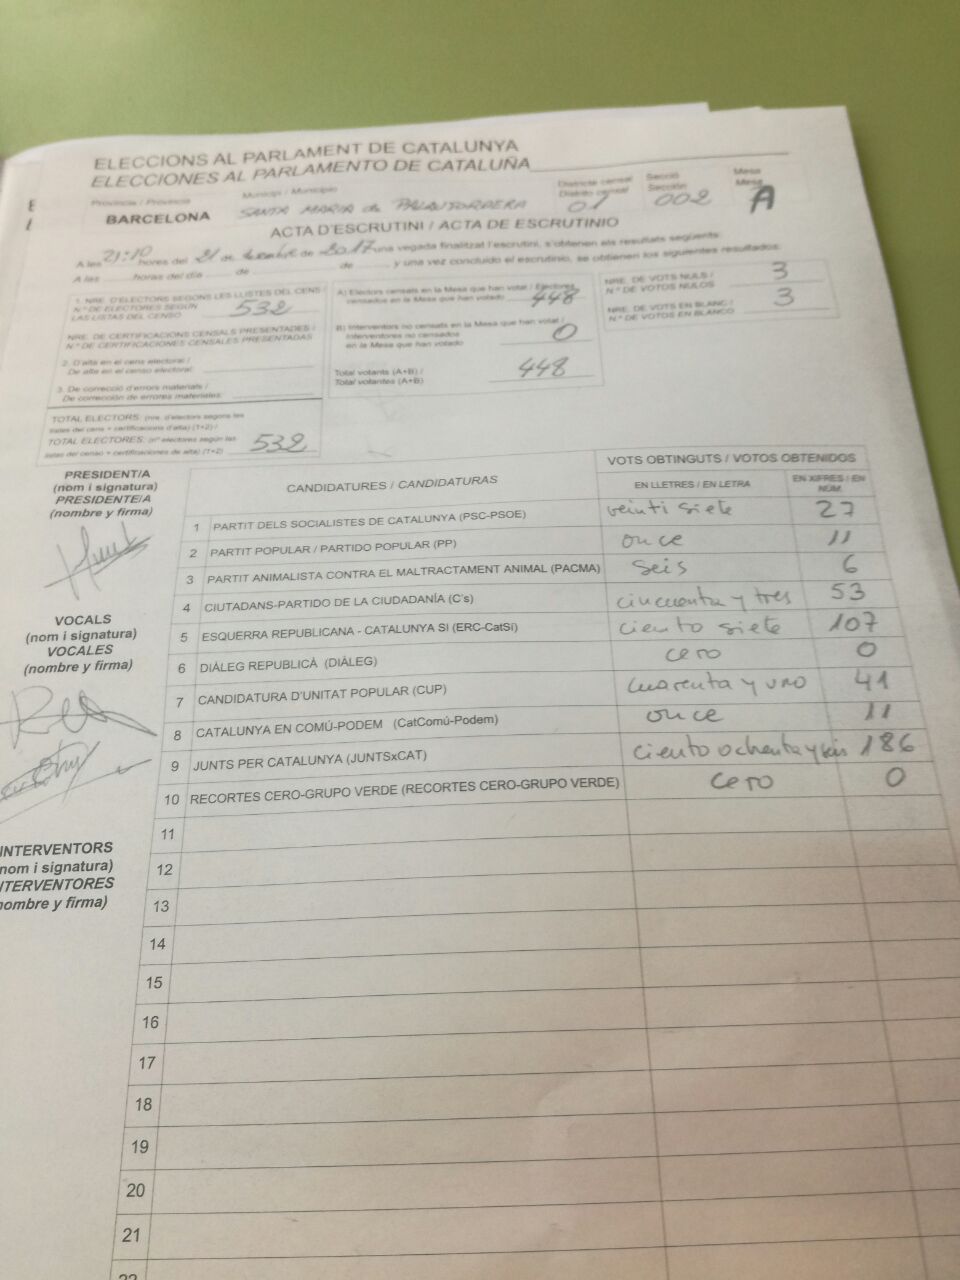 ELECCIONS AL PARLAMENT DE CATALUNYA
ELECCIONES AL PARLAMENTO DE CATALUÑA
Província / Provincia
Municipi / Municipio
Districte censal
Distrito censal
Secció
Sección
Mesa
Mesa
BARCELONA
SANTA MARIA de PALAUTORDERA
01
002
A
ACTA D'ESCRUTINI / ACTA DE ESCRUTINIO
A les 21:10 hores del 21 de desembre de 2017 una vegada finalitzat l'escrutini, s'obtenen els resultats següents:
A las horas del día de de y una vez concluido el escrutinio, se obtienen los siguientes resultados:
1. NRE. D'ELECTORS SEGONS LES LLISTES DEL CENS /
N.º DE ELECTORES SEGÚN
LAS LISTAS DEL CENSO 532
NRE. DE CERTIFICACIONS CENSALS PRESENTADES /
N.º DE CERTIFICACIONES CENSALES PRESENTADAS
2. D'alta en el cens electoral /
De alta en el censo electoral:
3. De correcció d'errors materials /
De corrección de errores materiales:
TOTAL ELECTORS: (nre. d'electors segons les
llistes del cens + certificacions d'alta) (1+2) /
TOTAL ELECTORES: (nº electores según las
listas del censo + certificaciones de alta) (1+2) 532
A) Electors censats en la Mesa que han votat / Electores
censados en la Mesa que han votado 448
B) Interventors no censats en la Mesa que han votat /
Interventores no censados
en la Mesa que han votado 0
Total votants (A+B) /
Total votantes (A+B) 448
NRE. DE VOTS NULS /
N.º DE VOTOS NULOS 3
NRE. DE VOTS EN BLANC /
N.º DE VOTOS EN BLANCO 3
PRESIDENT/A
(nom i signatura)
PRESIDENTE/A
(nombre y firma)
VOCALS
(nom i signatura)
VOCALES
(nombre y firma)
INTERVENTORS
(nom i signatura)
INTERVENTORES
(nombre y firma)
CANDIDATURES / CANDIDATURAS
VOTS OBTINGUTS / VOTOS OBTENIDOS
EN LLETRES / EN LETRA
EN XIFRES / EN
NÚM.
1 PARTIT DELS SOCIALISTES DE CATALUNYA (PSC-PSOE) veinti siete 27
2 PARTIT POPULAR / PARTIDO POPULAR (PP) once 11
3 PARTIT ANIMALISTA CONTRA EL MALTRACTAMENT ANIMAL (PACMA) seis 6
4 CIUTADANS-PARTIDO DE LA CIUDADANÍA (C's) cincuenta y tres 53
5 ESQUERRA REPUBLICANA - CATALUNYA SÍ (ERC-CatSí) ciento siete 107
6 DIÀLEG REPUBLICÀ (DIÀLEG) cero 0
7 CANDIDATURA D'UNITAT POPULAR (CUP) cuarenta y uno 41
8 CATALUNYA EN COMÚ-PODEM (CatComú-Podem) once 11
9 JUNTS PER CATALUNYA (JUNTSxCAT) ciento ochenta y seis 186
10 RECORTES CERO-GRUPO VERDE (RECORTES CERO-GRUPO VERDE) cero 0
11
12
13
14
15
16
17
18
19
20
21
22